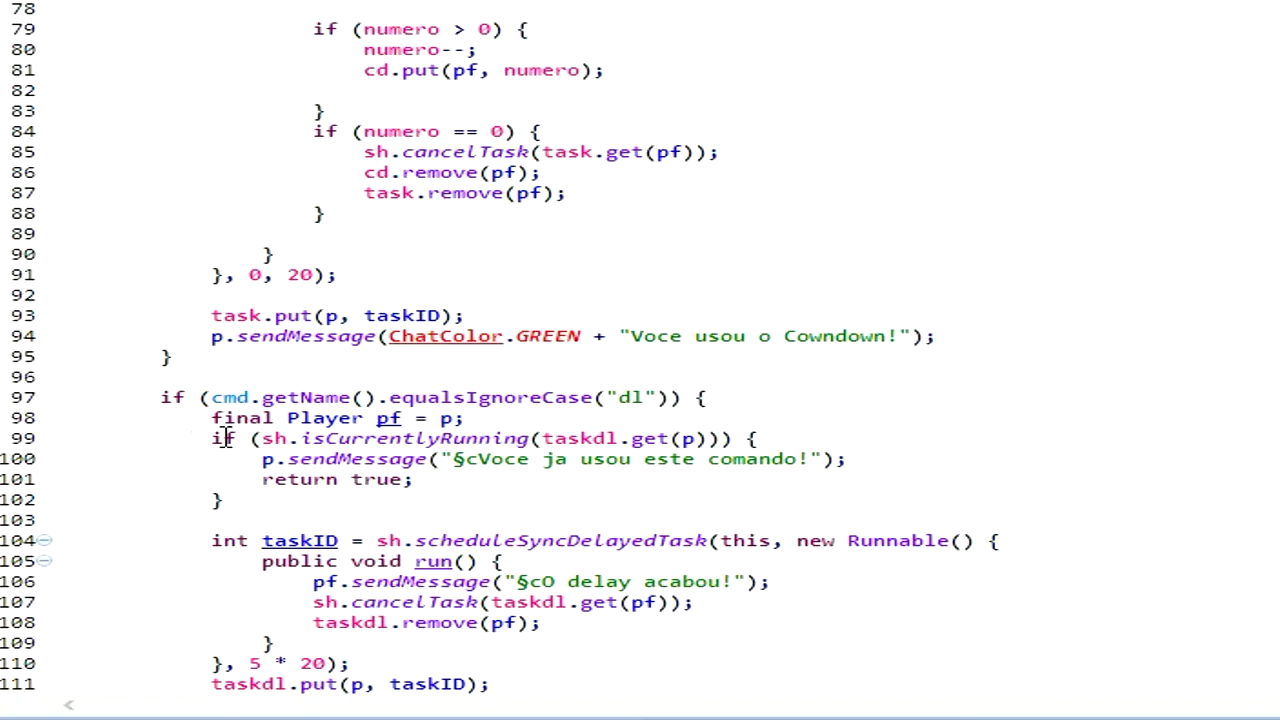 78
79 if (numero > 0) {
80 numero--;
81 cd.put(pf, numero);
82
83 }
84 if (numero == 0) {
85 sh.cancelTask(task.get(pf));
86 cd.remove(pf);
87 task.remove(pf);
88 }
89
90 }
91 }, 0, 20);
92
93 task.put(p, taskID);
94 p.sendMessage(ChatColor.GREEN + "Voce usou o Cowndown!");
95 }
96
97 if (cmd.getName().equalsIgnoreCase("dl")) {
98 final Player pf = p;
99 if (sh.isCurrentlyRunning(taskdl.get(p))) {
100 p.sendMessage("§cVoce ja usou este comando!");
101 return true;
102 }
103
104 int taskID = sh.scheduleSyncDelayedTask(this, new Runnable() {
105 public void run() {
106 pf.sendMessage("§cO delay acabou!");
107 sh.cancelTask(taskdl.get(pf));
108 taskdl.remove(pf);
109 }
110 }, 5 * 20);
111 taskdl.put(p, taskID);